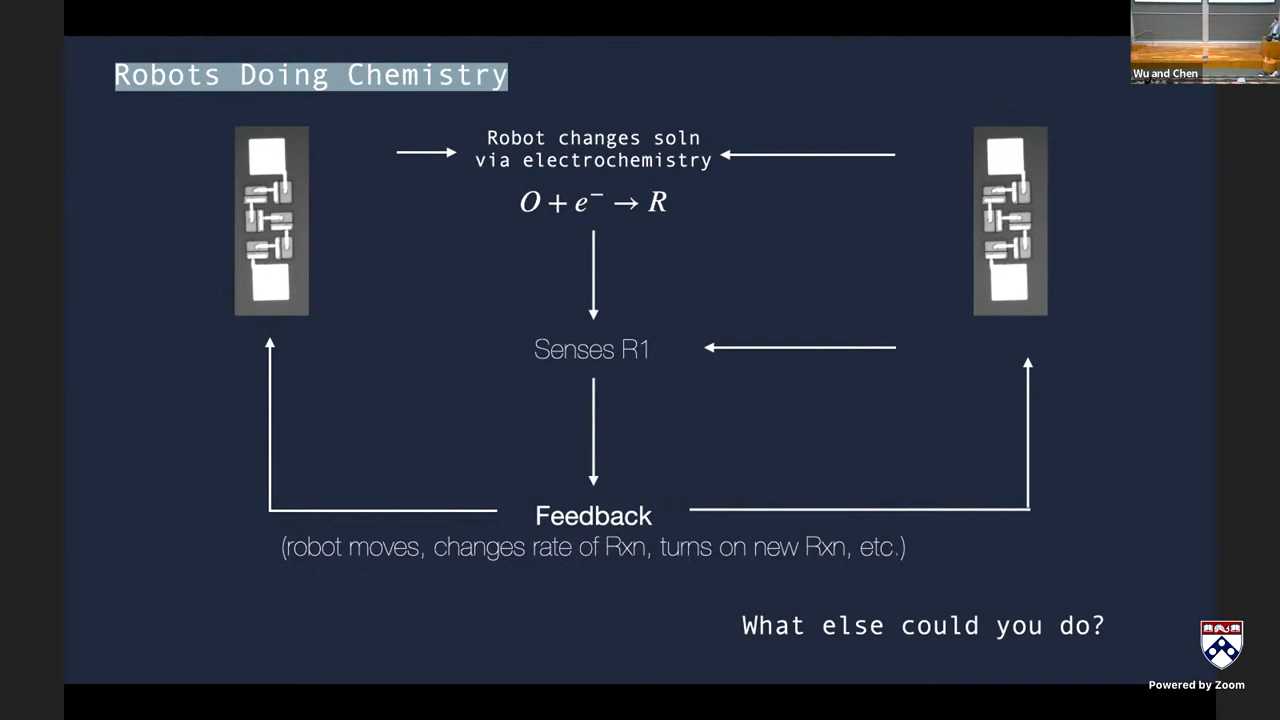 Robots Doing Chemistry
Wu and Chen
Robot changes soln
via electrochemistry
O + e⁻ → R
Senses R1
Feedback
(robot moves, changes rate of Rxn, turns on new Rxn, etc.)
What else could you do?
Powered by Zoom